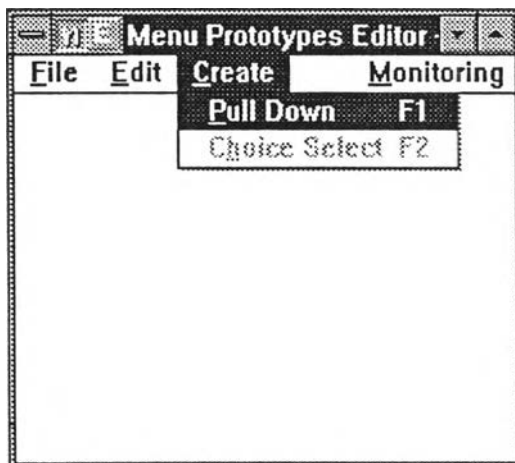 Menu Prototypes Editor -
File Edit Create Monitoring
Pull Down F1
Choice Select F2